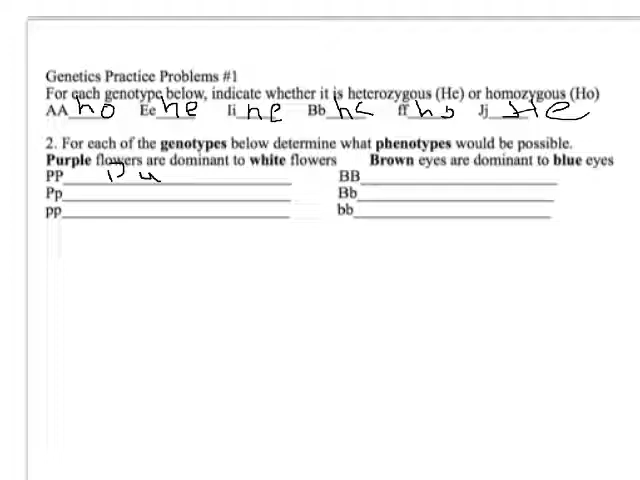 Genetics Practice Problems #1
For each genotype below, indicate whether it is heterozygous (He) or homozygous (Ho)
AA ho Ee he Ii he Bb he ff ho Jj He
2. For each of the genotypes below determine what phenotypes would be possible.
Purple flowers are dominant to white flowers Brown eyes are dominant to blue eyes
PP Pu BB
Pp Bb
pp bb